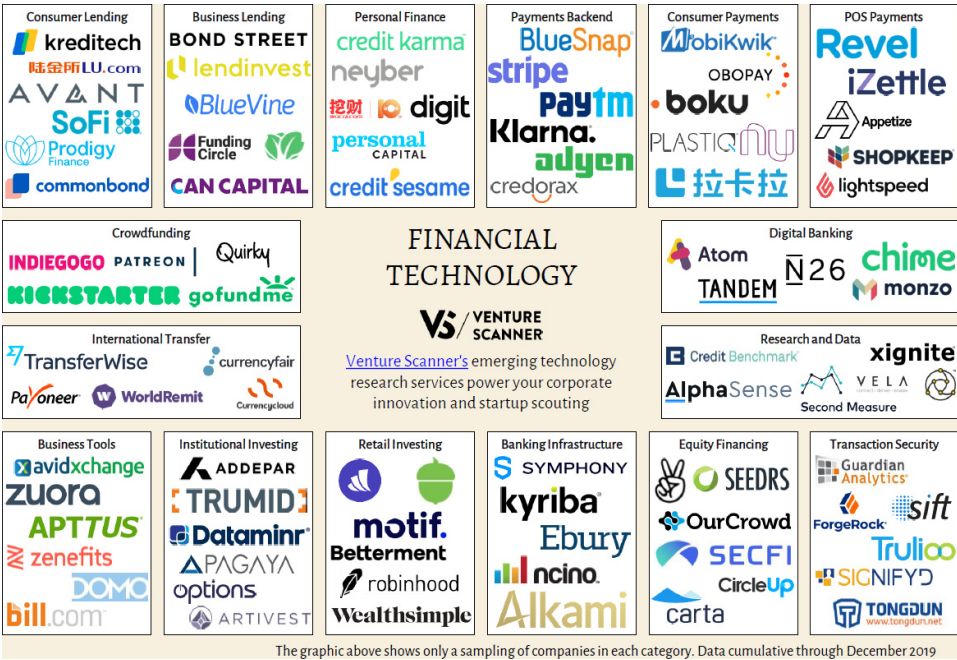 Consumer Lending
kreditech
陆金所LU.com
AVANT
SoFi
Prodigy
Finance
commonbond
Business Lending
BOND STREET
lendinvest
BlueVine
Funding
Circle
CAN CAPITAL
Personal Finance
credit karma
neyber
挖财
digit
personal
CAPITAL
credit sesame
Payments Backend
BlueSnap
stripe
paytm
Klarna.
adyen
credorax
Consumer Payments
MobiKwik
OBOPAY
boku
PLASTIQ
nu
拉卡拉
POS Payments
Revel
iZettle
Appetize
SHOPKEEP
lightspeed
Crowdfunding
INDIEGOGO
PATREON
Quirky
KICKSTARTER
gofundme
FINANCIAL
TECHNOLOGY
VS/VENTURE
SCANNER
Venture Scanner's emerging technology
research services power your corporate
innovation and startup scouting
Digital Banking
Atom
N26
chime
TANDEM
monzo
International Transfer
TransferWise
currencyfair
Payoneer
WorldRemit
Currencycloud
Research and Data
Credit Benchmark
xignite
AlphaSense
VELA
Second Measure
Business Tools
avidxchange
zuora
APTTUS
zenefits
DOMO
bill.com
Institutional Investing
ADDEPAR
[TRUMID]
Dataminr
PAGAYA
options
ARTIVEST
Retail Investing
motif.
Betterment
robinhood
Wealthsimple
Banking Infrastructure
SYMPHONY
kyriba
Ebury
ncino
Alkami
Equity Financing
SEEDRS
OurCrowd
SECFI
CircleUp
carta
Transaction Security
Guardian
Analytics
ForgeRock
sift
Trulioo
SIGNIFYD
TONGDUN
www.tongdun.net
The graphic above shows only a sampling of companies in each category. Data cumulative through December 2019